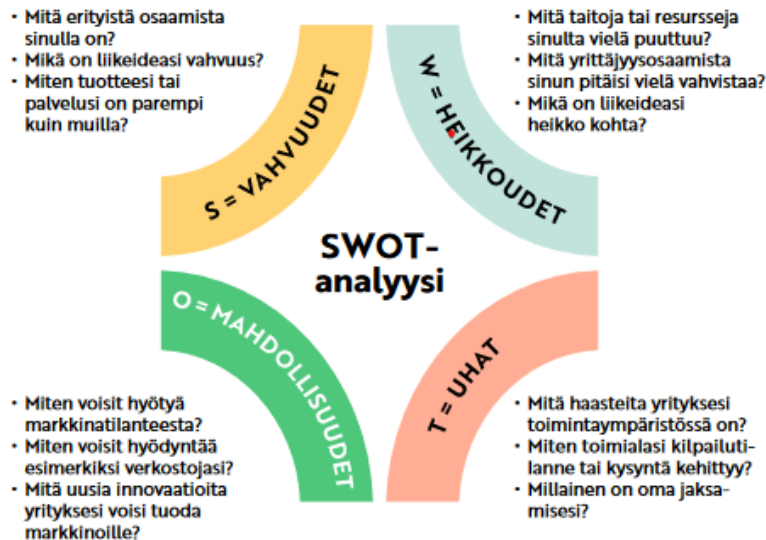 • Mitä erityistä osaamista
sinulla on?
• Mikä on liikeideasi vahvuus?
• Miten tuotteesi tai
palvelusi on parempi
kuin muilla?
S = VAHVUUDET
• Mitä taitoja tai resursseja
sinulta vielä puuttuu?
• Mitä yrittäjyysosaamista
sinun pitäisi vielä vahvistaa?
• Mikä on liikeideasi
heikko kohta?
W = HEIKKOUDET
SWOT-
analyysi
O = MAHDOLLISUUDET
• Miten voisit hyötyä
markkinatilanteesta?
• Miten voisit hyödyntää
esimerkiksi verkostojasi?
• Mitä uusia innovaatioita
yrityksesi voisi tuoda
markkinoille?
T = UHAT
• Mitä haasteita yrityksesi
toimintaympäristössä on?
• Miten toimialasi kilpailuti-
lanne tai kysyntä kehittyy?
• Millainen on oma jaksa-
misesi?